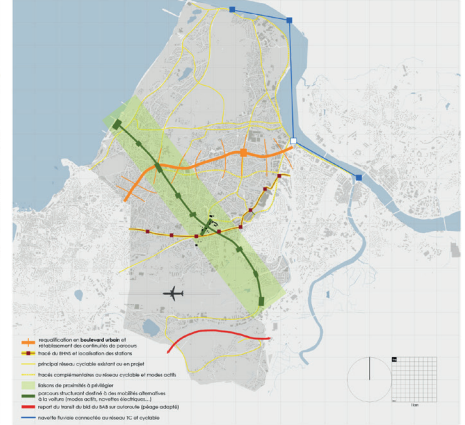 requalification en boulevard urbain et
rétablissement des continuités de parcours
tracé du BHNS et localisation des stations
principal réseau cyclable existant ou en projet
tracés complémentaires au réseau cyclable et modes actifs
liaisons de proximités à privilégier
parcours structurant destiné à des mobilités alternatives
à la voiture (modes actifs, navettes électriques...)
report du transit du bld du BAB sur autoroute (péage adapté)
navette fluviale connectée au réseau TC et cyclable